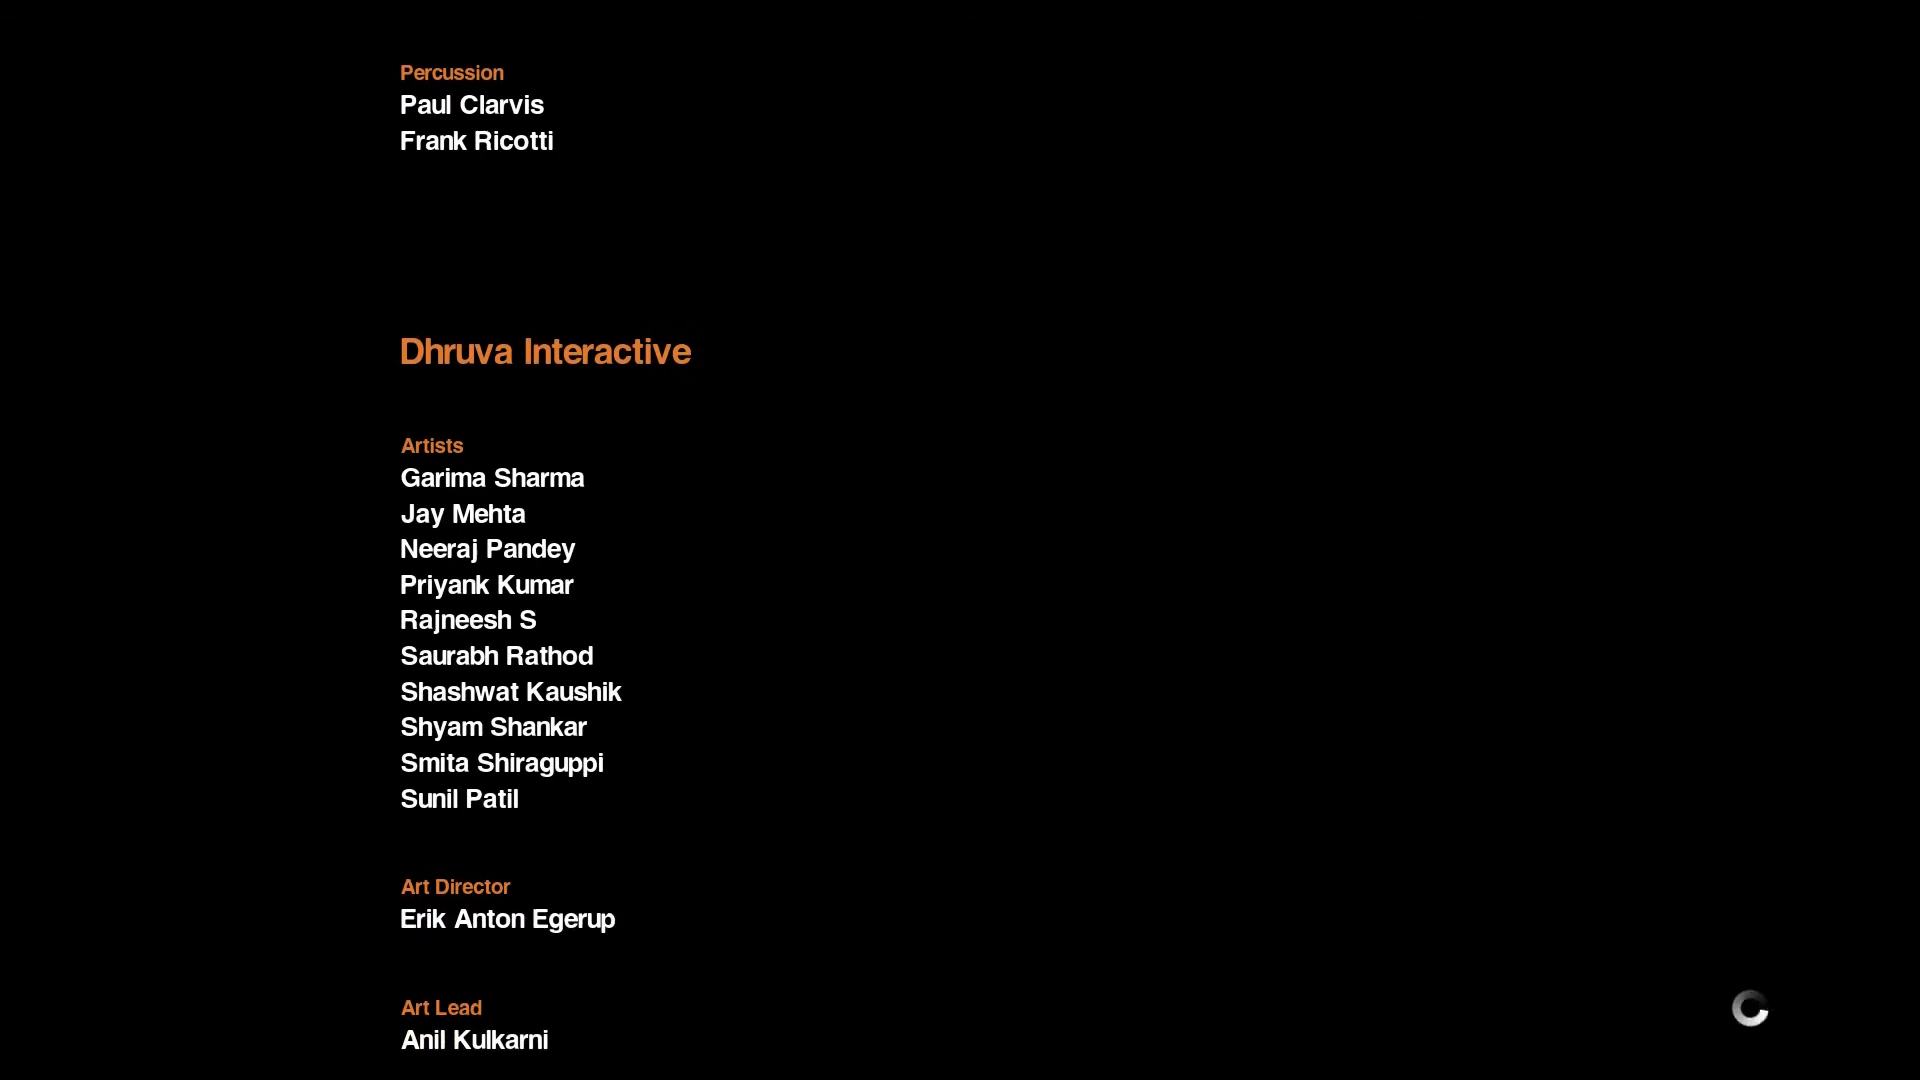 Percussion
Paul Clarvis
Frank Ricotti
Dhruva Interactive
Artists
Garima Sharma
Jay Mehta
Neeraj Pandey
Priyank Kumar
Rajneesh S
Saurabh Rathod
Shashwat Kaushik
Shyam Shankar
Smita Shiraguppi
Sunil Patil
Art Director
Erik Anton Egerup
Art Lead
Anil Kulkarni